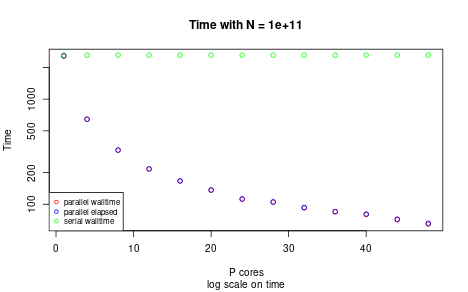 Time with N = 1e+11
Time
1000
500
200
100
parallel walltime
parallel elapsed
serial walltime
0 10 20 30 40
P cores
log scale on time